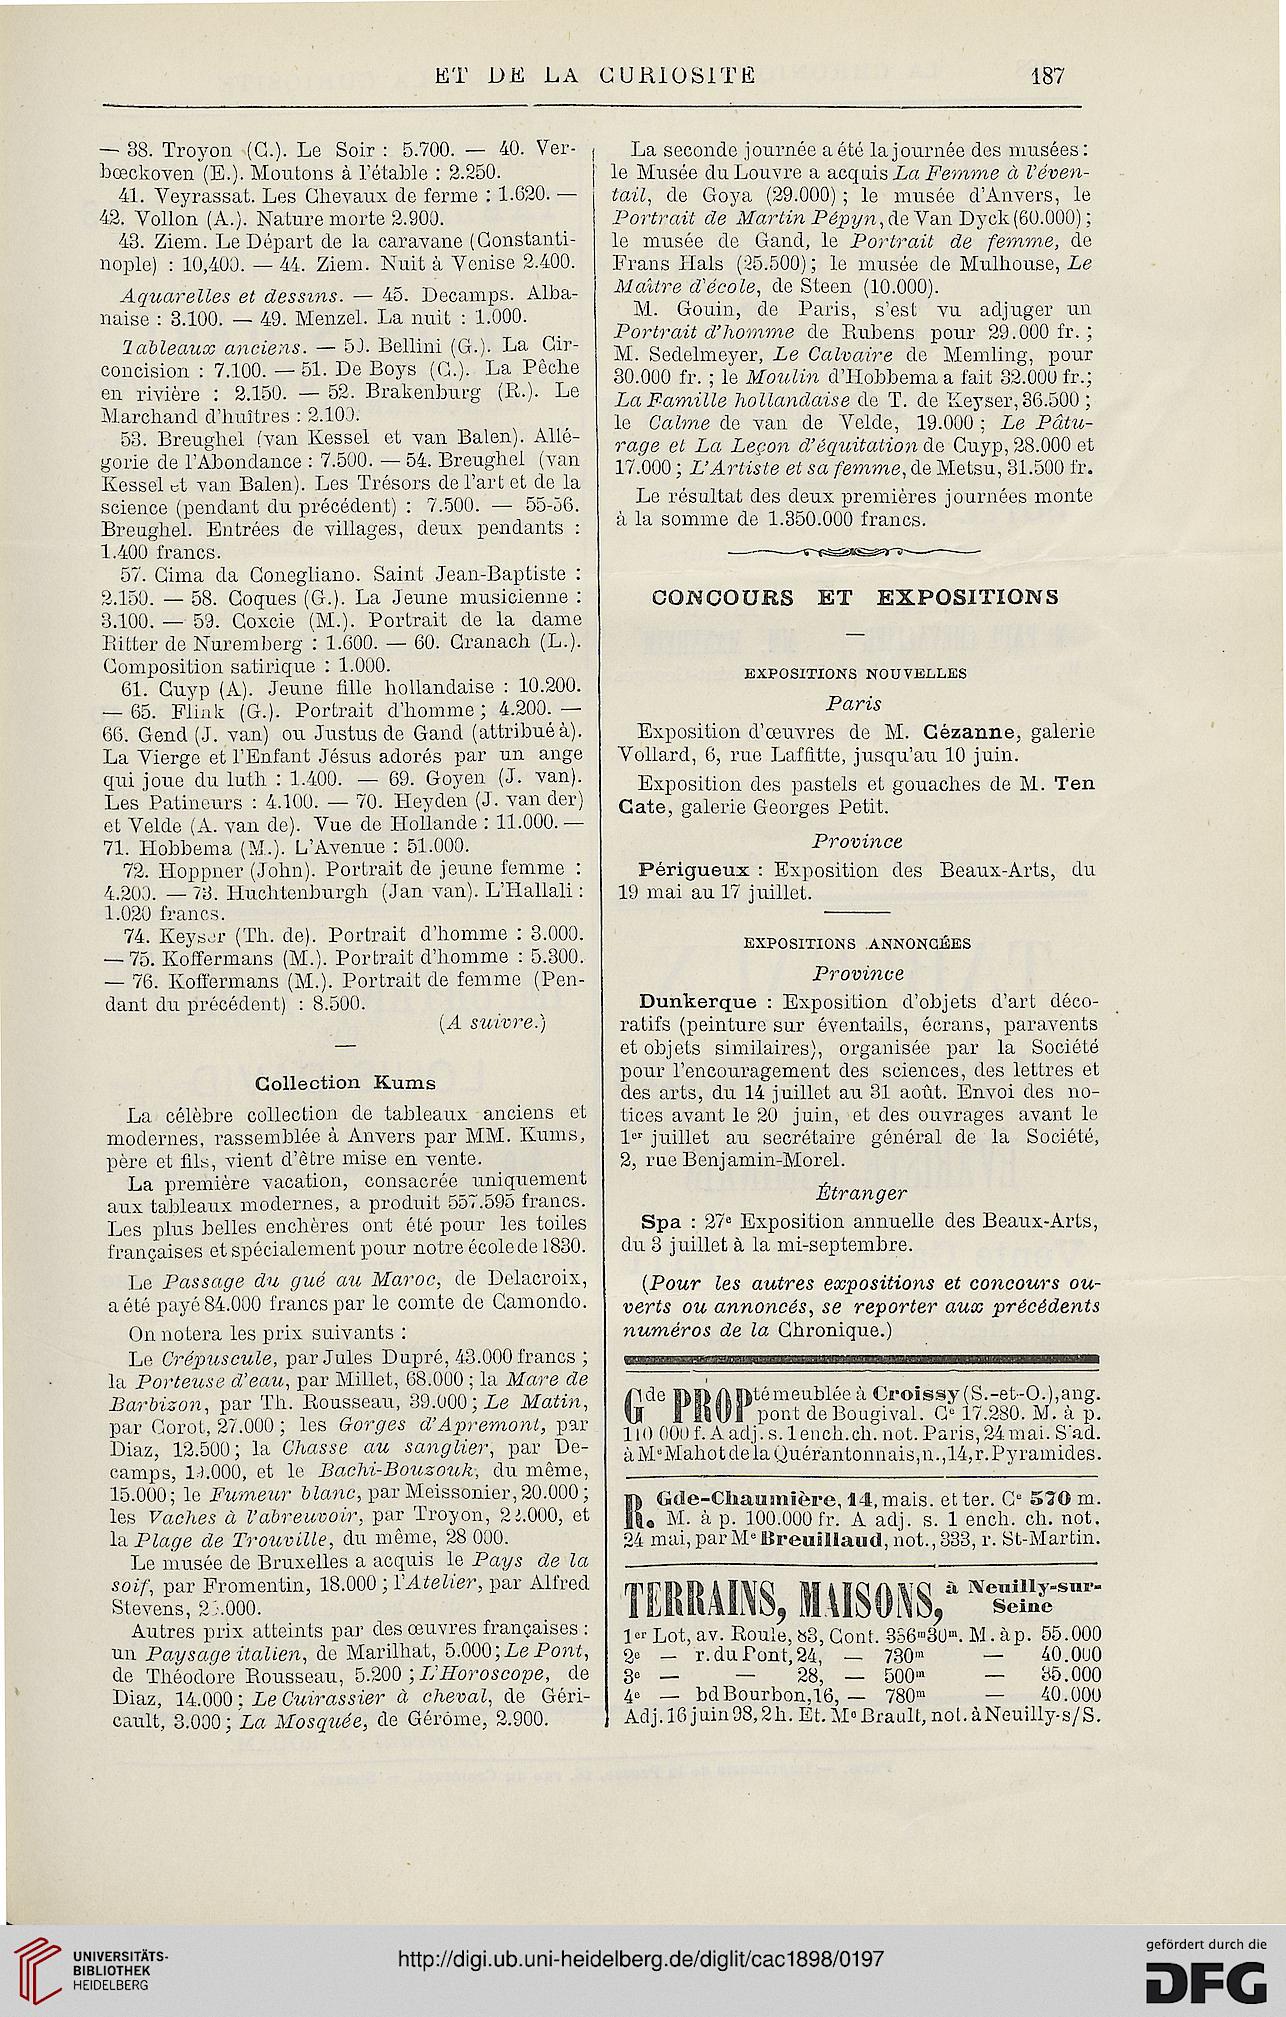 ET DE LA CURIOSITÉ 187
— 38. Troyon (C.). Le Soir : 5.700. — 40. Ver-
bœckoven (E.). Moutons à l'étable : 2.250.
41. Veyrassat. Les Chevaux de ferme : 1.620. —
42. Vollon (A.). Nature morte 2.900.
43. Ziem. Le Départ de la caravane (Constanti-
nople) : 10,400. — 44. Ziem. Nuit à Venise 2.400.
Aquarelles et dessins. — 45. Decamps. Alba-
naise : 3.100. — 49. Menzel. La nuit : 1.000.
Tableaux anciens. — 50. Bellini (G.). La Cir-
concision : 7.100. — 51. De Boys (C.). La Pêche
en rivière : 2.150. — 52. Brakenburg (R.). Le
Marchand d'huîtres : 2.100.
53. Breughel (van Kessel et van Balen). Allé-
gorie de l'Abondance : 7.500. — 54. Breughel (van
Kessel et van Balen). Les Trésors de l'art et de la
science (pendant du précédent) : 7.500. — 55-56.
Breughel. Entrées de villages, deux pendants :
1.400 francs.
57. Cima da Conegliano. Saint Jean-Baptiste :
2.150. — 58. Coques (G.). La Jeune musicienne :
3.100. — 59. Coxcie (M.). Portrait de la dame
Ritter de Nuremberg : 1.600. — 60. Cranach (L.).
Composition satirique : 1.000.
61. Cuyp (A). Jeune fille hollandaise : 10.200.
— 65. Flink (G.). Portrait d'homme ; 4.200. —
66. Gend (J. van) ou Justus de Gand (attribué à).
La Vierge et l'Enfant Jésus adorés par un ange
qui joue du luth : 1.400. — 69. Goyen (J. van).
Les Patineurs : 4.100. — 70. Heyden (J. van der)
et Velde (A. van de). Vue de Hollande : 11.000. —
71. Hobbema (M.). L'Avenue : 51.000.
72. Hoppner (John). Portrait de jeune femme :
4.200. — 73. Huchtenburgh (Jan van). L'Hallali :
1.020 francs.
74. Keyser (Th. de). Portrait d'homme : 3.000.
— 75. Koffermans (M.). Portrait d'homme : 5.300.
— 76. Koffermans (M.). Portrait de femme (Pen-
dant du précédent) : 8.500.
(A suivre.)
—
Collection Kums
La célèbre collection de tableaux anciens et
modernes, rassemblée à Anvers par MM. Kums,
père et fils, vient d'être mise en vente.
La première vacation, consacrée uniquement
aux tableaux modernes, a produit 557.595 francs.
Les plus belles enchères ont été pour les toiles
françaises et spécialement pour notre école de 1830.
Le Passage du gué au Maroc, de Delacroix,
a été payé 84.000 francs par le comte de Camondo.
On notera les prix suivants :
Le Crépuscule, par Jules Dupré, 43.000 francs ;
la Porteuse d'eau, par Millet, 68.000 ; la Mare de
Barbizon, par Th. Rousseau, 39.000 ; Le Matin,
par Corot, 27.000 ; les Gorges d'Apremont, par
Diaz, 12.500 ; la Chasse au sanglier, par De-
camps, .000, et le Bachi-Bouzouk, du même,
15.000 ; le Fumeur blanc, par Meissonier, 20.000 ;
les Vaches à l'abreuvoir, par Troyon, .000, et
la Plage de Trouville, du même, 28 000.
Le musée de Bruxelles a acquis le Pays de la
soif, par Fromentin, 18.000 ; l'Atelier, par Alfred
Stevens, .000.
Autres prix atteints par des œuvres françaises :
un Paysage italien, de Marilhat, 5.000 ; Le Pont,
de Théodore Rousseau, 5.200 ; L'Horoscope, de
Diaz, 14.000 ; Le Cuirassier à cheval, de Géri-
cault, 3.000 ; La Mosquée, de Gérôme, 2.900.
La seconde journée a été la journée des musées :
le Musée du Louvre a acquis La Femme à l'éven-
tail, de Goya (29.000) ; le musée d'Anvers, le
Portrait de Martin Pépyn, de Van Dyck (60.000) ;
le musée de Gand, le Portrait de femme, de
Frans Hals (25.500) ; le musée de Mulhouse, Le
Maître d'école, de Steen (10.000).
M. Gouin, de Paris, s'est vu adjuger un
Portrait d'homme de Rubens pour 29.000 fr. ;
M. Sedelmeyer, Le Calvaire de Memling, pour
30.000 fr. ; le Moulin d'Hobbema a fait 32.000 fr.;
La Famille hollandaise de T. de Keyser, 36.500 ;
le Calme de van de Velde, 19.000 ; Le Pâtu-
rage et La Leçon d'équitation de Cuyp, 28.000 et
17.000 ; L'Artiste et sa femme, de Metsu, 31.500 fr.
Le résultat des deux premières journées monte
à la somme de 1.350.000 francs.
CONCOURS ET EXPOSITIONS
—
EXPOSITIONS NOUVELLES
Paris
Exposition d'œuvres de M. Cézanne, galerie
Vollard, 6, rue Laffitte, jusqu'au 10 juin.
Exposition des pastels et gouaches de M. Ten
Cate, galerie Georges Petit.
Province
Périgueux : Exposition des Beaux-Arts, du
19 mai au 17 juillet.
EXPOSITIONS ANNONCÉES
Province
Dunkerque : Exposition d'objets d'art déco-
ratifs (peinture sur éventails, écrans, paravents
et objets similaires), organisée par la Société
pour l'encouragement des sciences, des lettres et
des arts, du 14 juillet au 31 août. Envoi des no-
tices avant le 20 juin, et des ouvrages avant le
1er juillet au secrétaire général de la Société,
2, rue Benjamin-Morel.
Étranger
Spa : 27e Exposition annuelle des Beaux-Arts,
du 3 juillet à la mi-septembre.
(Pour les autres expositions et concours ou-
verts ou annoncés, se reporter aux précédents
numéros de la Chronique.)
Gde PROPté meublée à Croissy (S.-et-O.), ang.
pont de Bougival. Ce 17.280. M. à p.
110 000 f. A adj. s. 1 ench. ch. not. Paris, 24 mai. S'ad.
à Me Mahot de la Quérantonnais, n., 14, r. Pyramides.
R. Gde-Chaumière, 14, mais. et ter. Ce 570 m.
M. à p. 100.000 fr. A adj. s. 1 ench. ch. not.
24 mai, par Me Breuillaud, not., 333, r. St-Martin.
TERRAINS, MAISONS, à Neuilly-sur-
Seine
1er Lot, av. Roule, 83, Cont. 356m30m. M. à p. 55.000
2e — r. du Pont, 24, — 730m — 40.000
3e — — 28, — 500m — 35.000
4e — bd Bourbon, 16, — 780m — 40.000
Adj. 16 juin 98, 2 h. Et. Me Brault, not. à Neuilly-s/S.
UNIVERSITÄTS-
BIBLIOTHEK
HEIDELBERG
http://digi.ub.uni-heidelberg.de/diglit/cac1898/0197
gefördert durch die
DFG